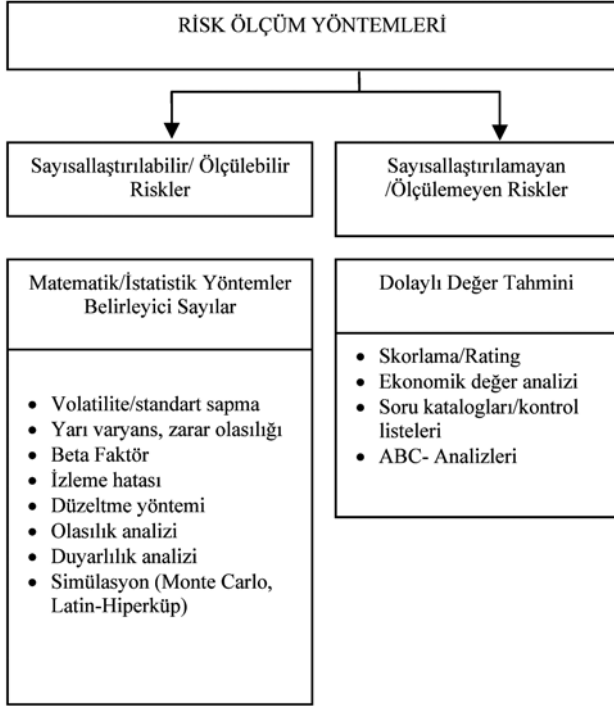 RİSK ÖLÇÜM YÖNTEMLERİ
Sayısallaştırılabilir/ Ölçülebilir
Riskler
Sayısallaştırılamayan
/Ölçülemeyen Riskler
Matematik/İstatistik Yöntemler
Belirleyici Sayılar
• Volatilite/standart sapma
• Yarı varyans, zarar olasılığı
• Beta Faktör
• İzleme hatası
• Düzeltme yöntemi
• Olasılık analizi
• Duyarlılık analizi
• Simülasyon (Monte Carlo,
Latin-Hiperküp)
Dolaylı Değer Tahmini
• Skorlama/Rating
• Ekonomik değer analizi
• Soru katalogları/kontrol
listeleri
• ABC- Analizleri